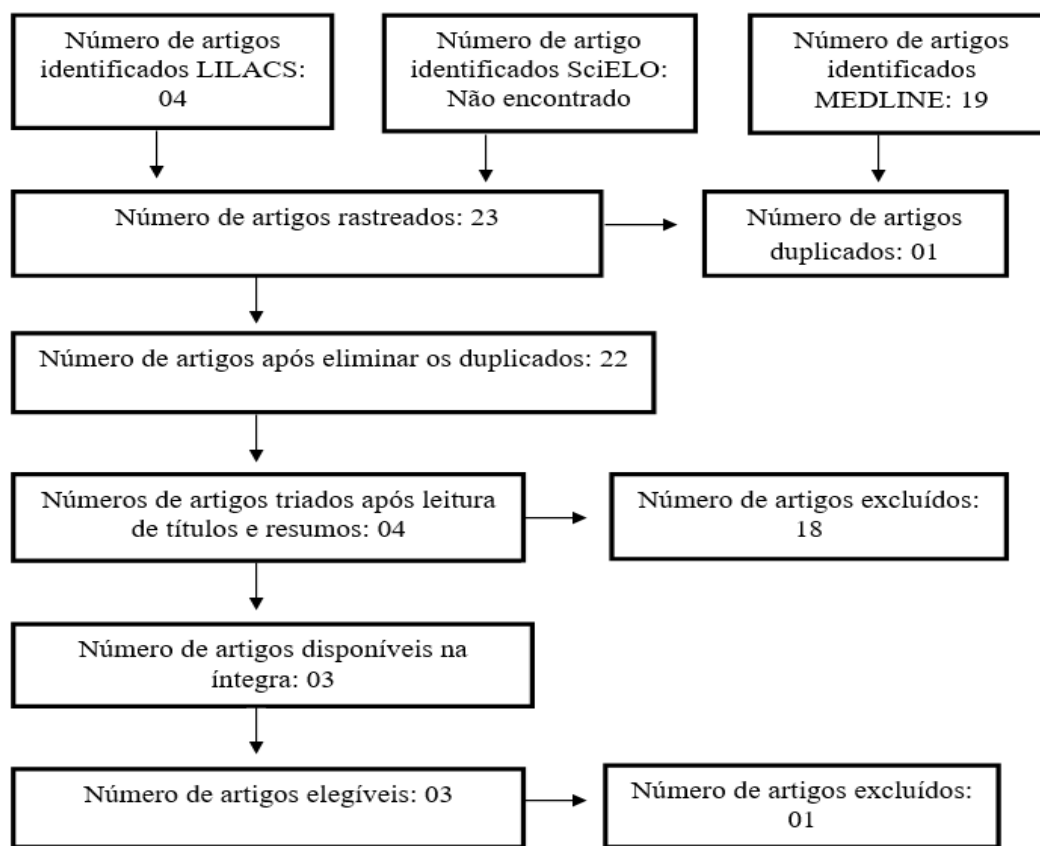 Número de artigos
identificados LILACS:
04
Número de artigo
identificados SciELO:
Não encontrado
Número de artigos
identificados
MEDLINE: 19
Número de artigos rastreados: 23
Número de artigos
duplicados: 01
Número de artigos após eliminar os duplicados: 22
Números de artigos triados após leitura
de títulos e resumos: 04
Número de artigos excluídos:
18
Número de artigos disponíveis na
íntegra: 03
Número de artigos elegíveis: 03
Número de artigos excluídos:
01